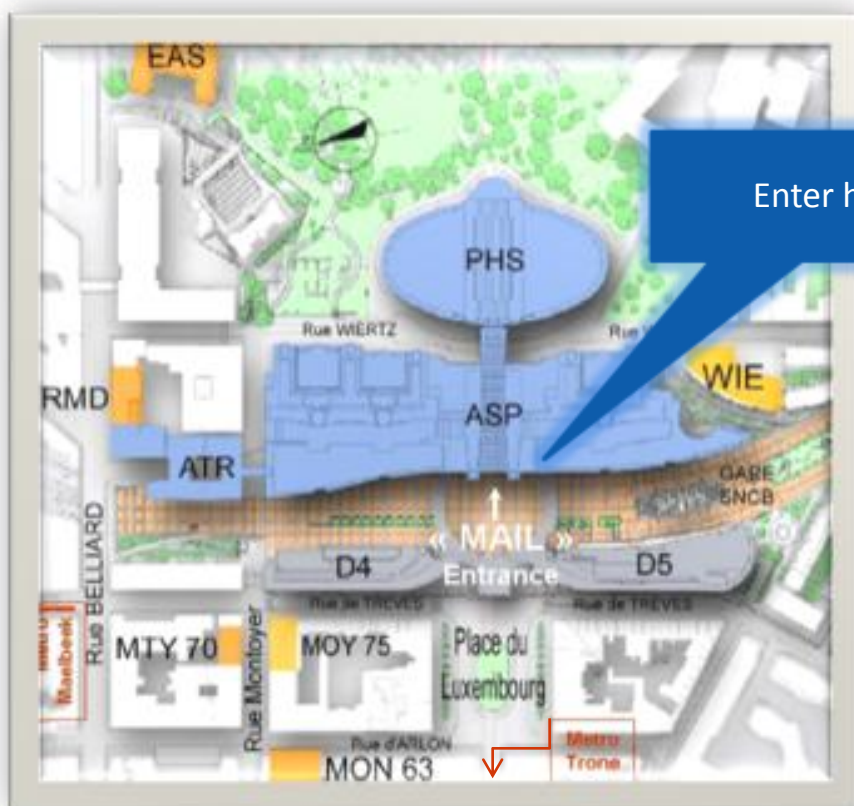 EAS
Enter h
PHS
Rue WIERTZ
Rue
RMD
WIE
ASP
ATR
GARE
SNCB
« MAIL »
Entrance
D4
D5
Rue BELLIARD
Rue de TREVES
Rue de TREVES
Metro
Maelbeek
MTY 70
Rue Montoyer
MOY 75
Place du
Luxembourg
Rue d'ARLON
Metro
Trone
MON 63